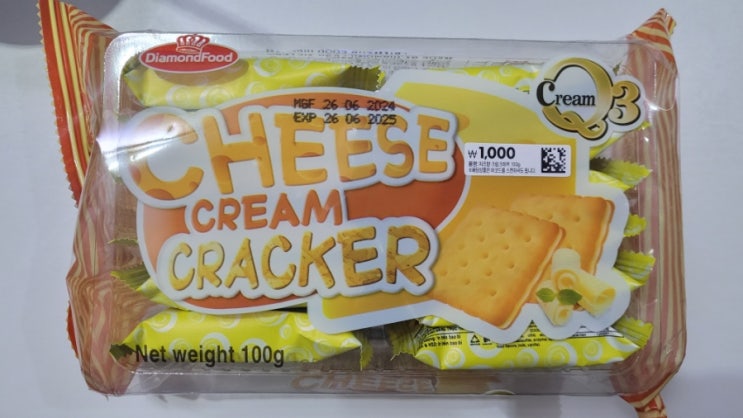 DiamondFood
Cream Q3
MGF 26 06 2024
EXP 26 06 2025
CHEESE
CREAM
CRACKER
₩1,000
Net weight 100g